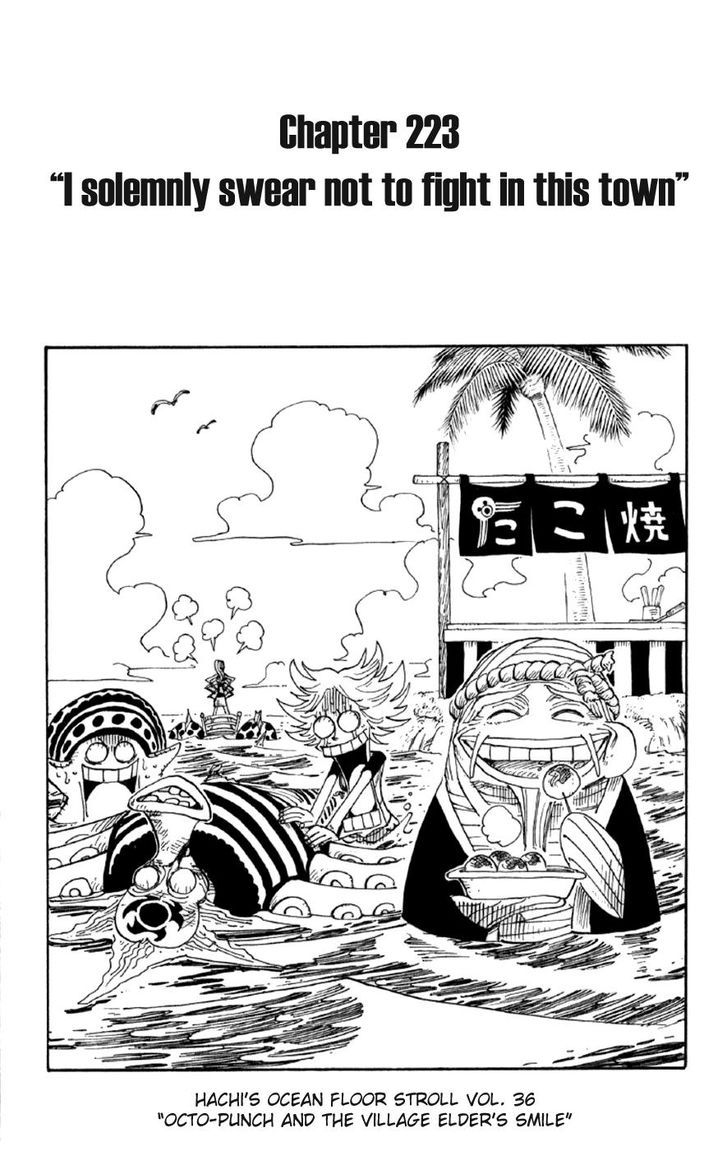 Chapter 223
“I solemnly swear not to fight in this town”
たこ焼
HACHI'S OCEAN FLOOR STROLL VOL. 36
"OCTO-PUNCH AND THE VILLAGE ELDER'S SMILE"